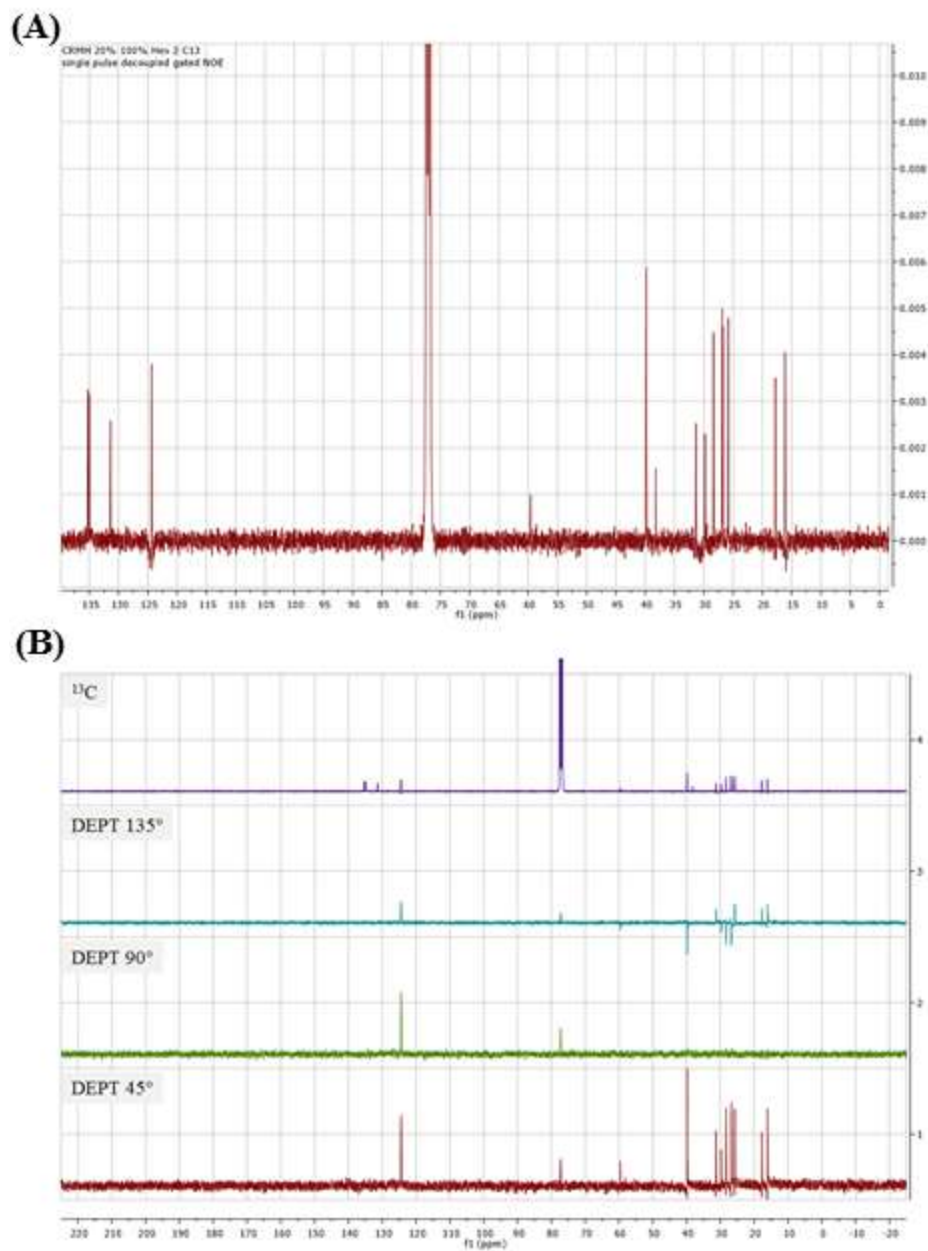 (A)
CRMH 20% 100% Hex 2 C13
single pulse decoupled gated NOE
0.010
0.009
0.008
0.007
0.006
0.005
0.004
0.003
0.002
0.001
0.000
135 130 125 120 115 110 105 100 95 90 85 80 75 70 65 60 55 50 45 40 35 30 25 20 15 10 5 0
f1 (ppm)
(B)
13C
4
DEPT 135°
3
DEPT 90°
2
DEPT 45°
1
220 210 200 190 180 170 160 150 140 130 120 110 100 90 80 70 60 50 40 30 20 10 0 -10 -20
f1 (ppm)